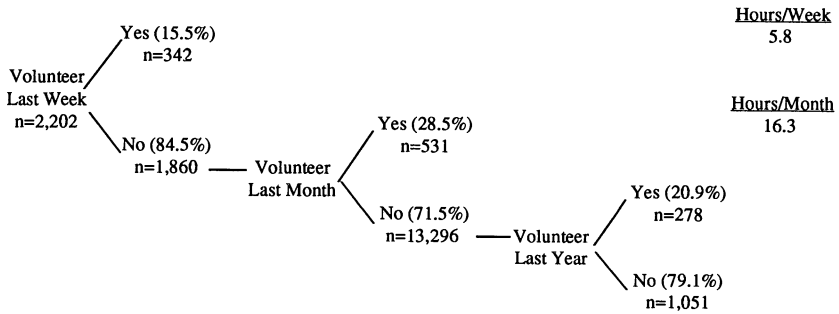 Hours/Week
5.8
Yes (15.5%)
n=342
Volunteer
Last Week
n=2,202
Hours/Month
16.3
No (84.5%)
n=1,860
Yes (28.5%)
n=531
Volunteer
Last Month
No (71.5%)
n=13,296
Yes (20.9%)
n=278
Volunteer
Last Year
No (79.1%)
n=1,051